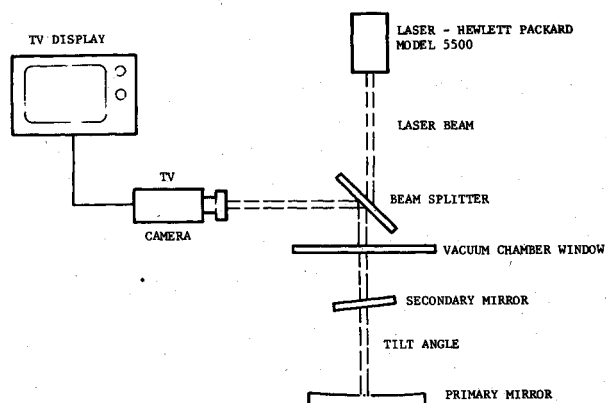 LASER - HEWLETT PACKARD
MODEL 5500
TV DISPLAY
LASER BEAM
TV
CAMERA
BEAM SPLITTER
VACUUM CHAMBER WINDOW
SECONDARY MIRROR
TILT ANGLE
PRIMARY MIRROR